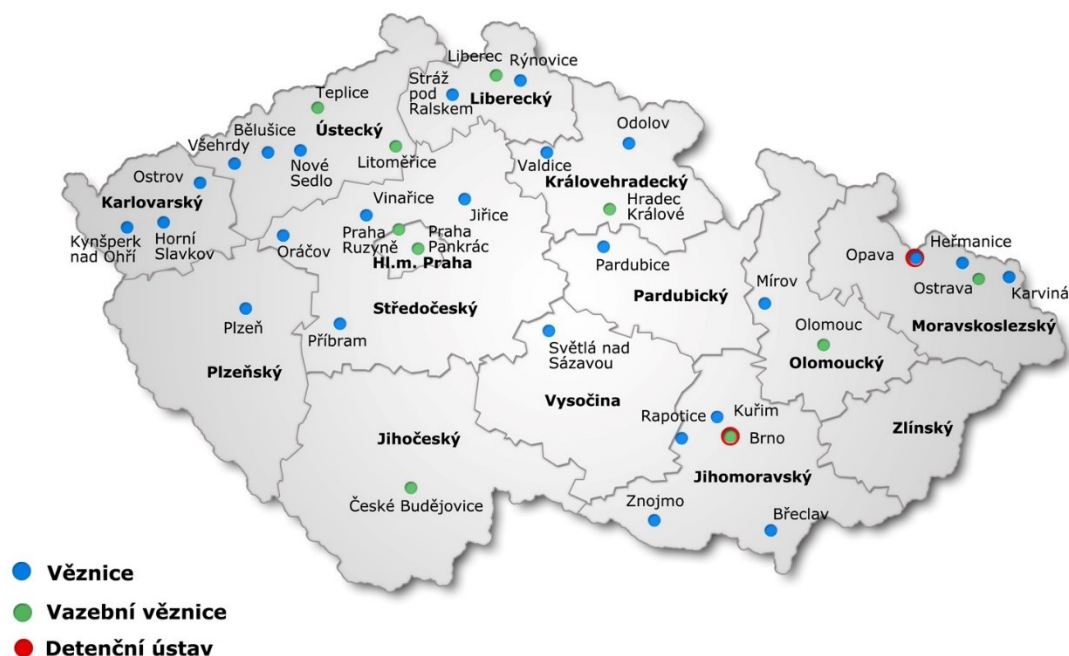 Liberec
Rýnovice
Stráž
pod
Ralskem
Liberecký
Teplice
Ústecký
Bělušice
Všehrdy
Nové
Sedlo
Litoměřice
Odolov
Valdice
Královehradecký
Hradec
Králové
Ostrov
Karlovarský
Kynšperk
nad Ohří
Horní
Slavkov
Vinařice
Jiřice
Oráčov
Praha
Ruzyně
Praha
Pankrác
Hl.m. Praha
Středočeský
Příbram
Pardubice
Pardubický
Opava
Heřmanice
Ostrava
Karviná
Moravskoslezský
Mírov
Olomouc
Olomoucký
Plzeň
Plzeňský
Světlá nad
Sázavou
Vysočina
Rapotice
Kuřim
Brno
Zlínský
Jihočeský
Jihomoravský
České Budějovice
Znojmo
Břeclav
Věznice
Vazební věznice
Detenční ústav